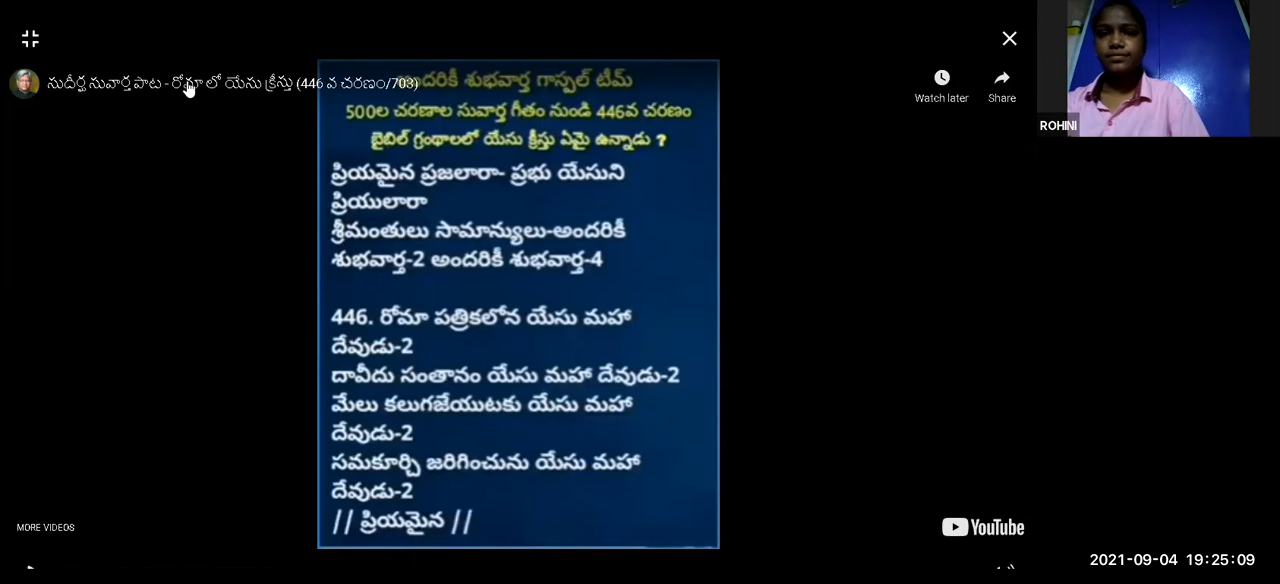 సుదీర్ఘ సువార్త పాట - రోమా లో యేసు క్రీస్తు (446 వ చరణం/703)
Watch later
Share
ROHINI
అందరికీ శుభవార్త గాస్పల్ టీమ్
500ల చరణాల సువార్త గీతం నుండి 446వ చరణం
బైబిల్ గ్రంథాలలో యేసు క్రీస్తు ఏమై ఉన్నాడు ?
ప్రియమైన ప్రజలారా- ప్రభు యేసుని
ప్రియులారా
శ్రీమంతులు సామాన్యులు-అందరికీ
శుభవార్త-2 అందరికీ శుభవార్త-4
446. రోమా పత్రికలోన యేసు మహా
దేవుడు-2
దావీదు సంతానం యేసు మహా దేవుడు-2
మేలు కలుగజేయుటకు యేసు మహా
దేవుడు-2
సమకూర్చి జరిగించును యేసు మహా
దేవుడు-2
// ప్రియమైన //
MORE VIDEOS
YouTube
2021-09-04 19:25:09